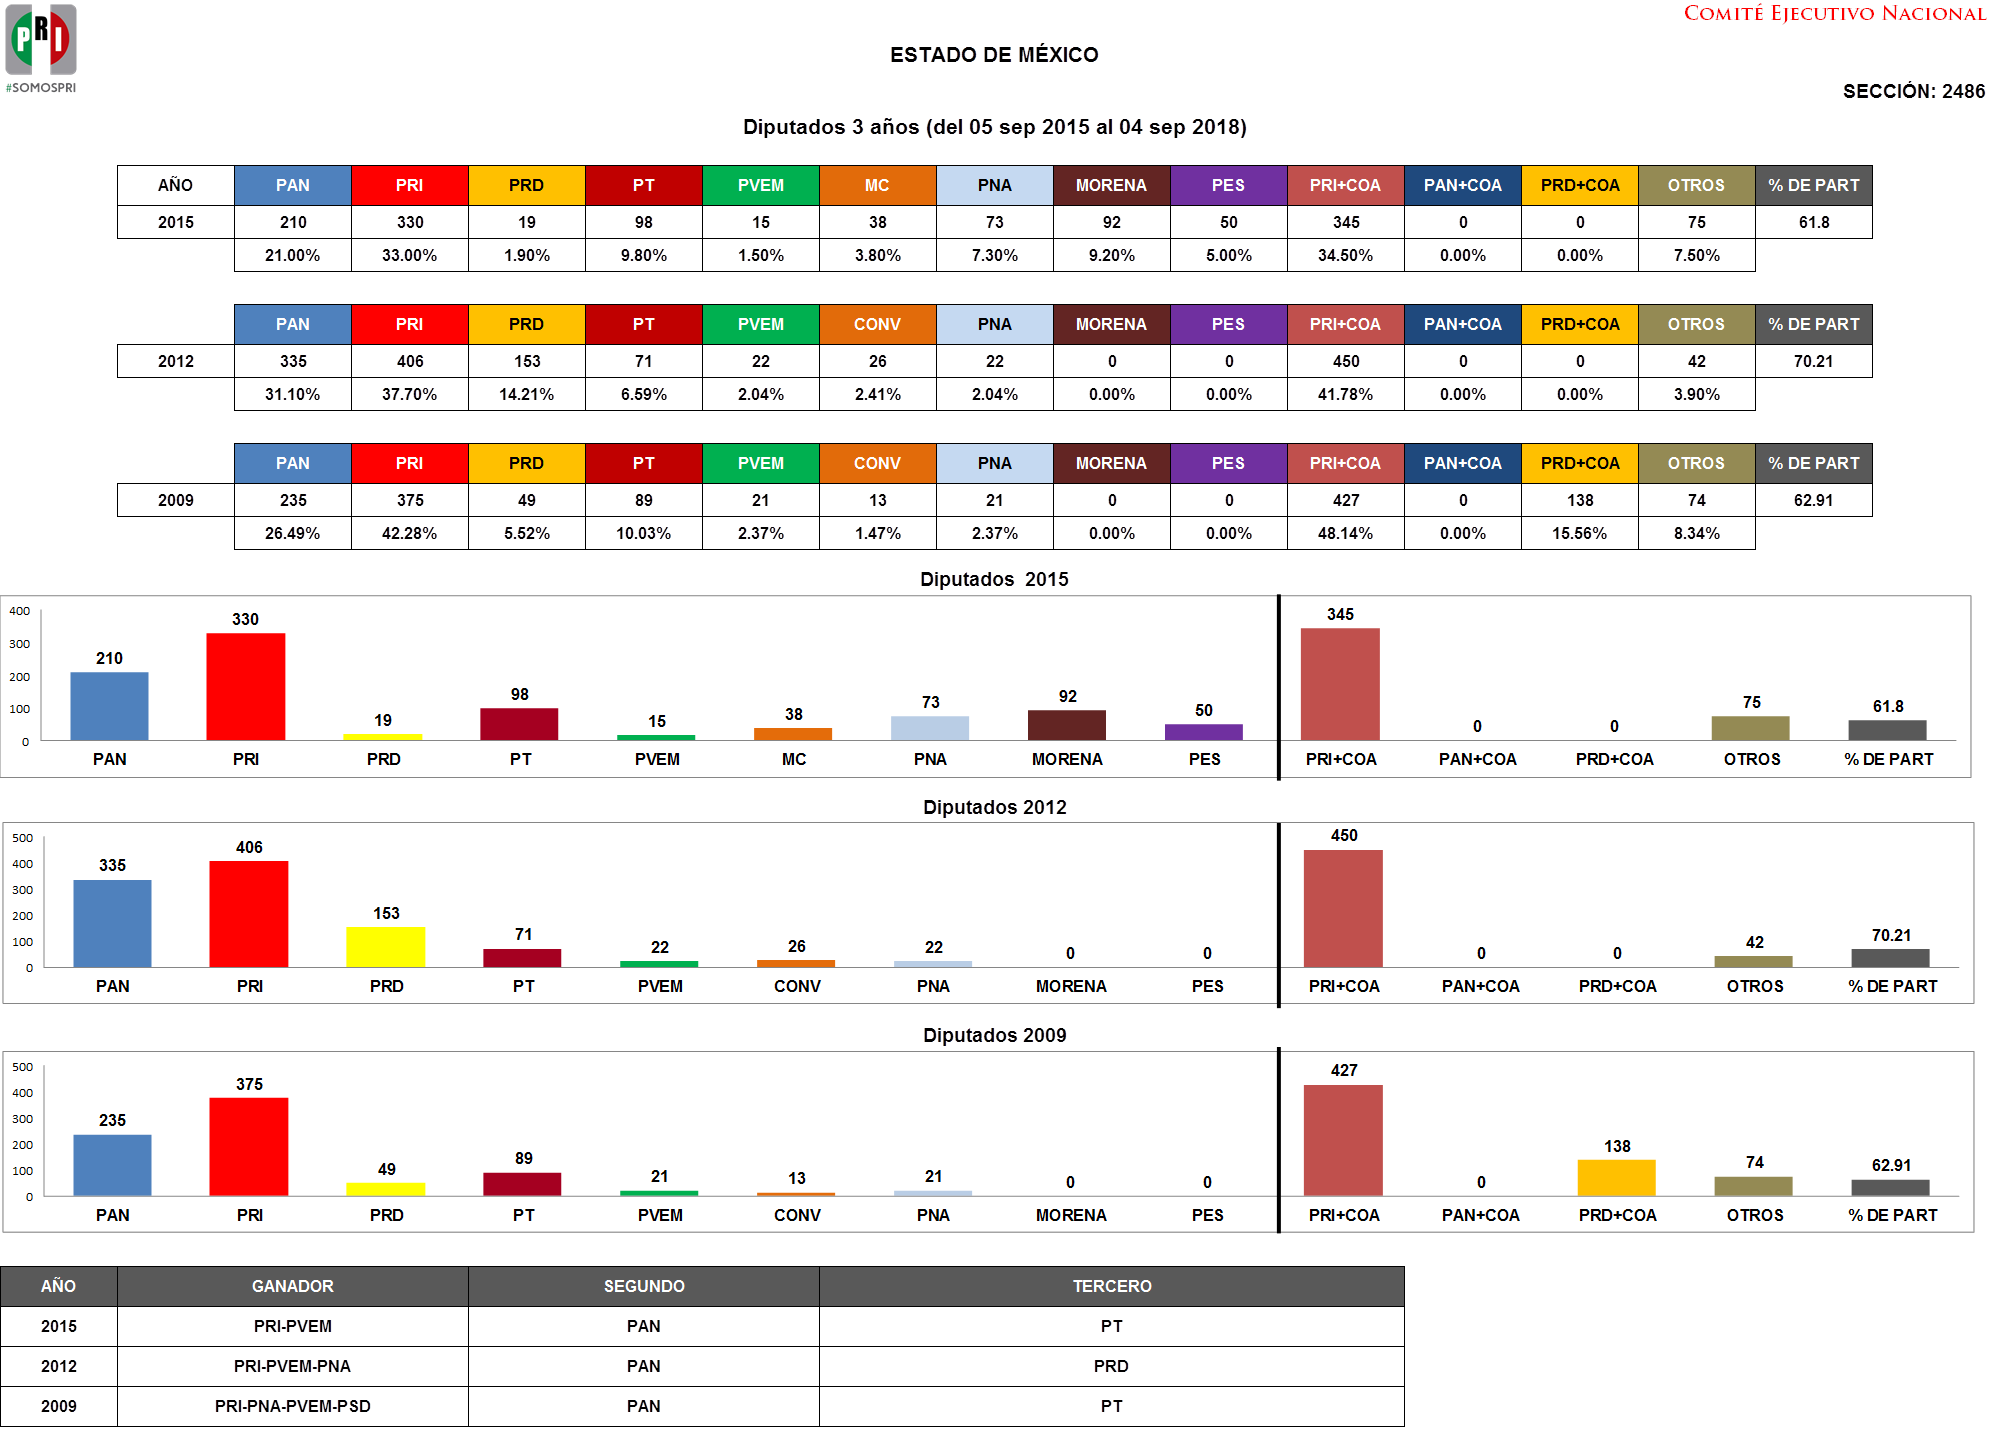 PRI
#SOMOSPRI
COMITÉ EJECUTIVO NACIONAL
ESTADO DE MÉXICO
SECCIÓN: 2486
Diputados 3 años (del 05 sep 2015 al 04 sep 2018)
AÑO PAN PRI PRD PT PVEM MC PNA MORENA PES PRI+COA PAN+COA PRD+COA OTROS % DE PART
2015 210 330 19 98 15 38 73 92 50 345 0 0 75 61.8
21.00% 33.00% 1.90% 9.80% 1.50% 3.80% 7.30% 9.20% 5.00% 34.50% 0.00% 0.00% 7.50%
PAN PRI PRD PT PVEM CONV PNA MORENA PES PRI+COA PAN+COA PRD+COA OTROS % DE PART
2012 335 406 153 71 22 26 22 0 0 450 0 0 42 70.21
31.10% 37.70% 14.21% 6.59% 2.04% 2.41% 2.04% 0.00% 0.00% 41.78% 0.00% 0.00% 3.90%
PAN PRI PRD PT PVEM CONV PNA MORENA PES PRI+COA PAN+COA PRD+COA OTROS % DE PART
2009 235 375 49 89 21 13 21 0 0 427 0 138 74 62.91
26.49% 42.28% 5.52% 10.03% 2.37% 1.47% 2.37% 0.00% 0.00% 48.14% 0.00% 15.56% 8.34%
Diputados 2015
400
300
200
100
0
210 330 19 98 15 38 73 92 50 345 0 0 75 61.8
PAN PRI PRD PT PVEM MC PNA MORENA PES PRI+COA PAN+COA PRD+COA OTROS % DE PART
Diputados 2012
500
400
300
200
100
0
335 406 153 71 22 26 22 0 0 450 0 0 42 70.21
PAN PRI PRD PT PVEM CONV PNA MORENA PES PRI+COA PAN+COA PRD+COA OTROS % DE PART
Diputados 2009
500
400
300
200
100
0
235 375 49 89 21 13 21 0 0 427 0 138 74 62.91
PAN PRI PRD PT PVEM CONV PNA MORENA PES PRI+COA PAN+COA PRD+COA OTROS % DE PART
AÑO GANADOR SEGUNDO TERCERO
2015 PRI-PVEM PAN PT
2012 PRI-PVEM-PNA PAN PRD
2009 PRI-PNA-PVEM-PSD PAN PT